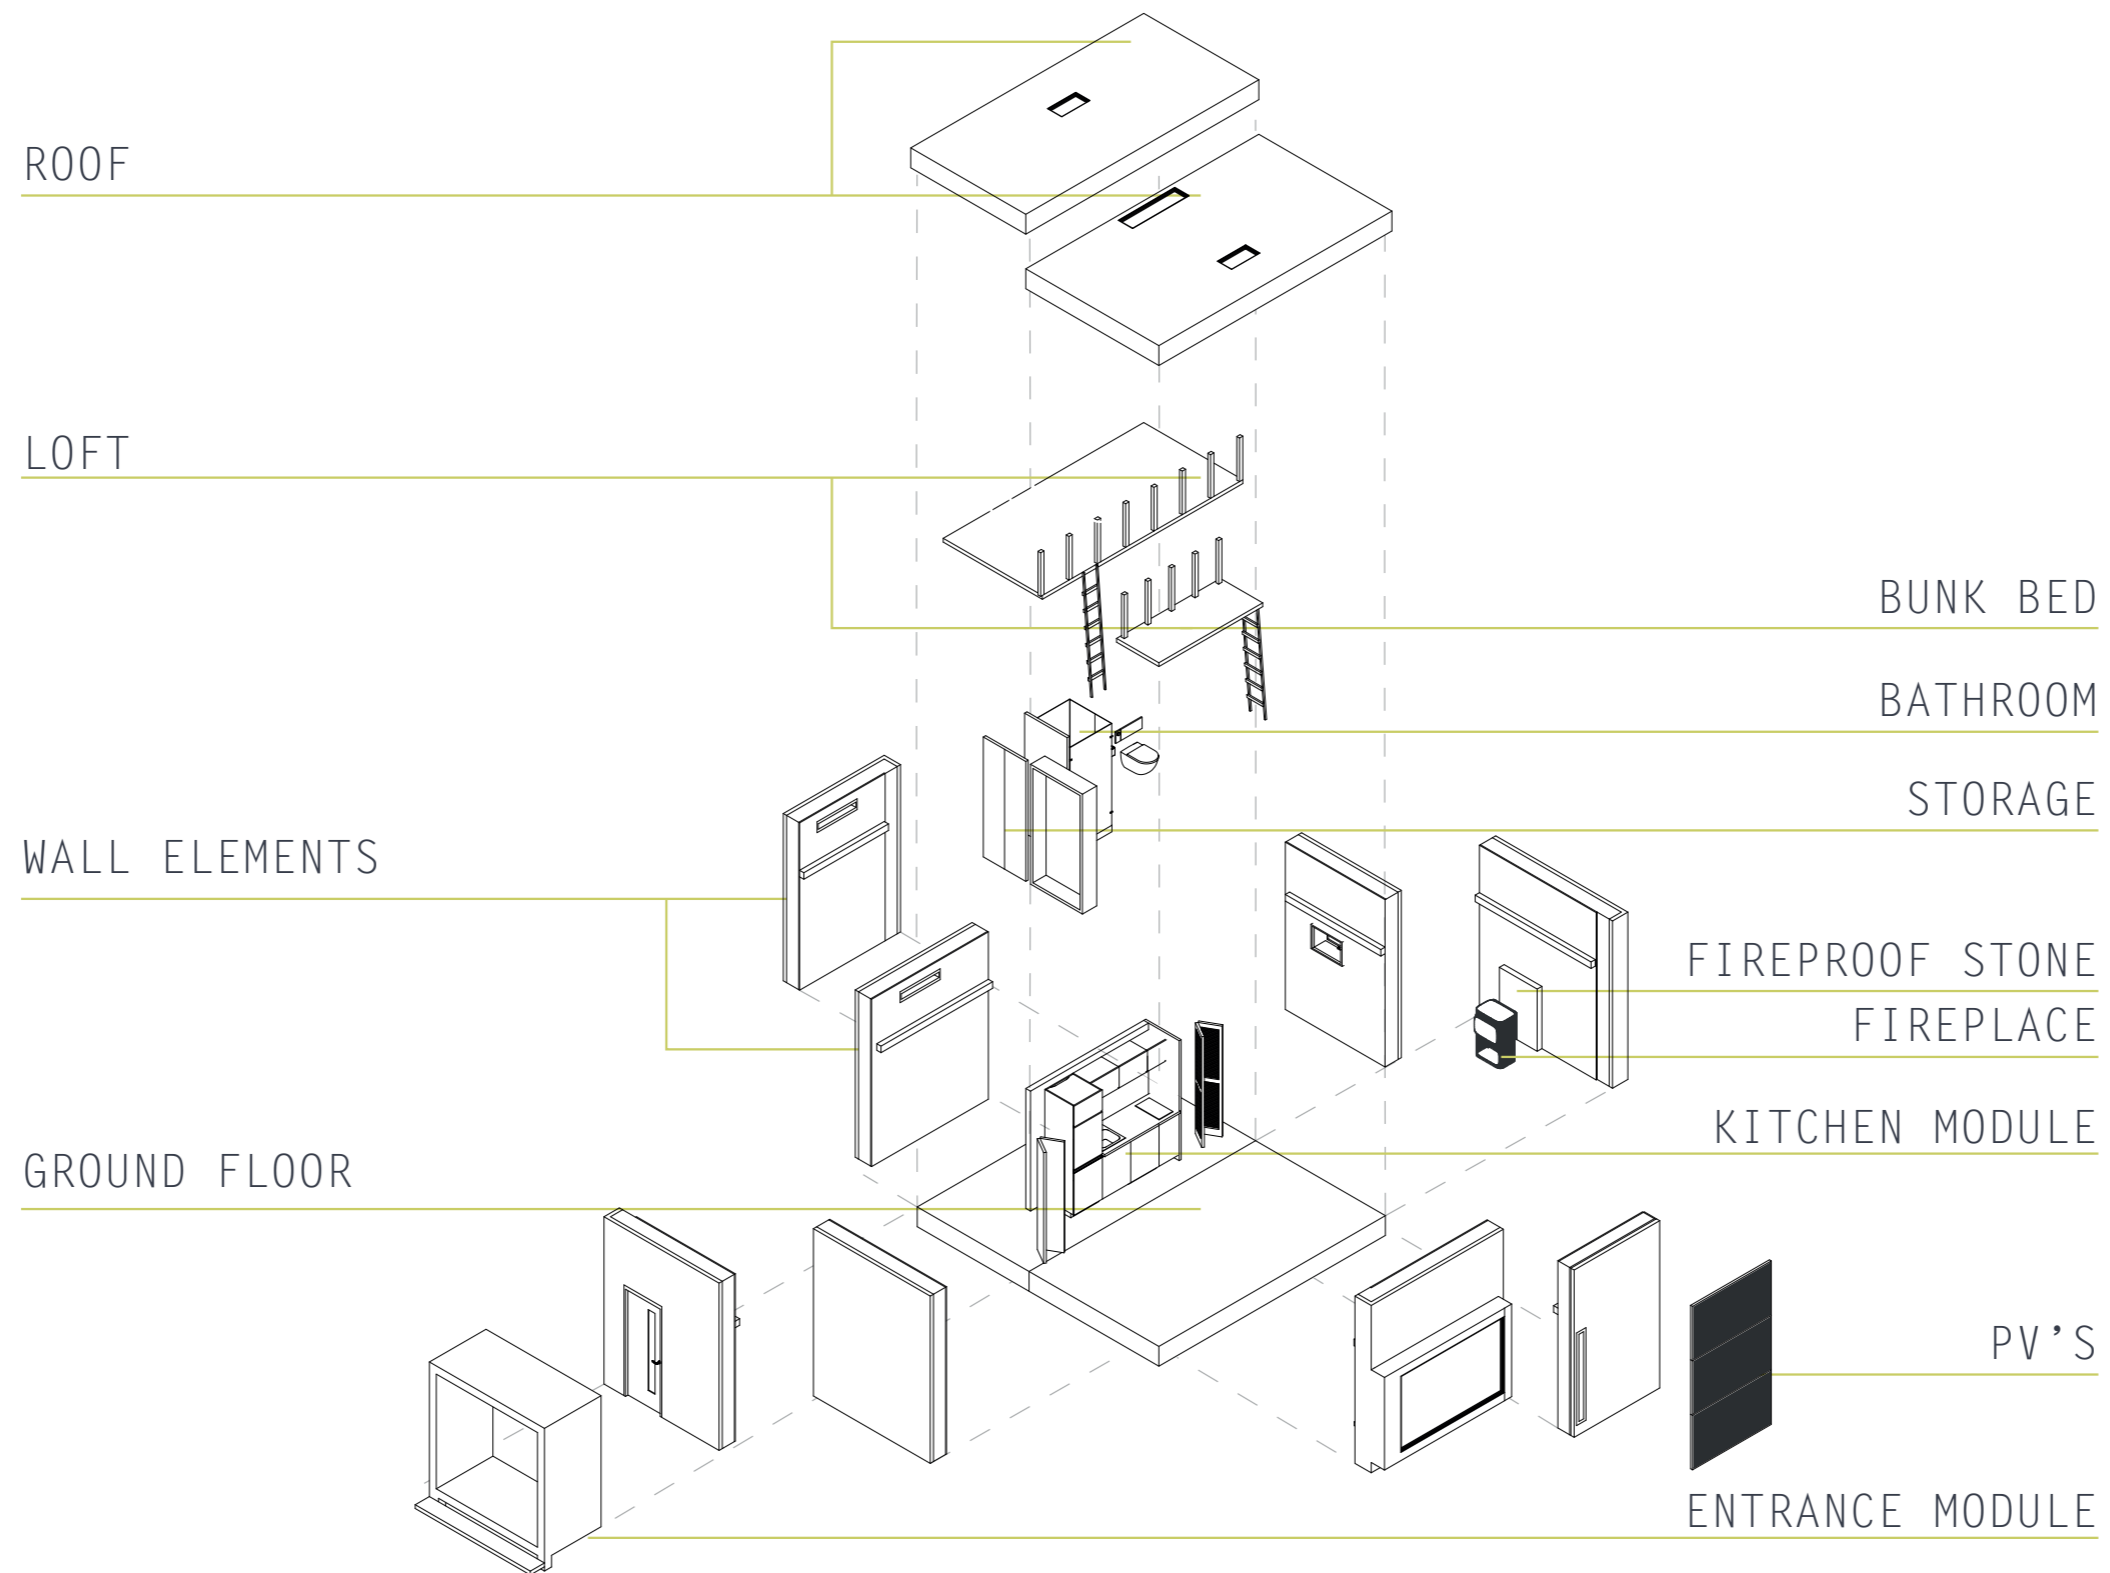 ROOF
LOFT
BUNK BED
BATHROOM
STORAGE
WALL ELEMENTS
FIREPROOF STONE
FIREPLACE
KITCHEN MODULE
GROUND FLOOR
PV’S
ENTRANCE MODULE